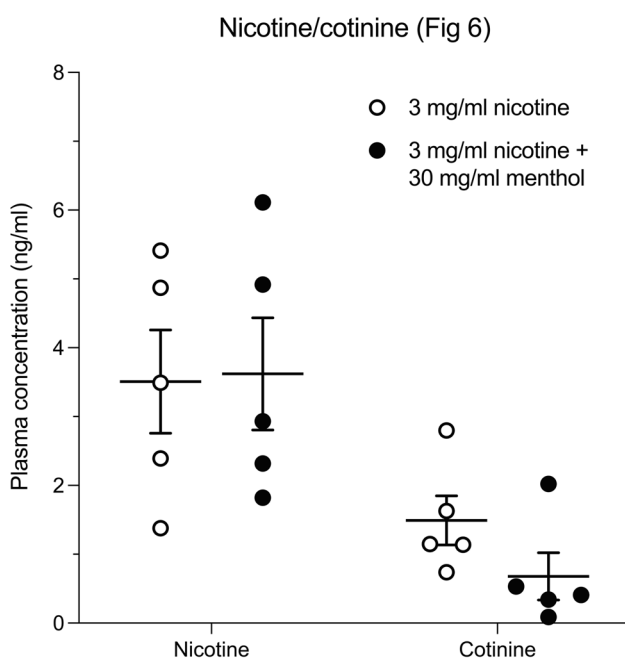 Nicotine/cotinine (Fig 6)
8
3 mg/ml nicotine
3 mg/ml nicotine +
30 mg/ml menthol
6
Plasma concentration (ng/ml)
4
2
0
Nicotine
Cotinine